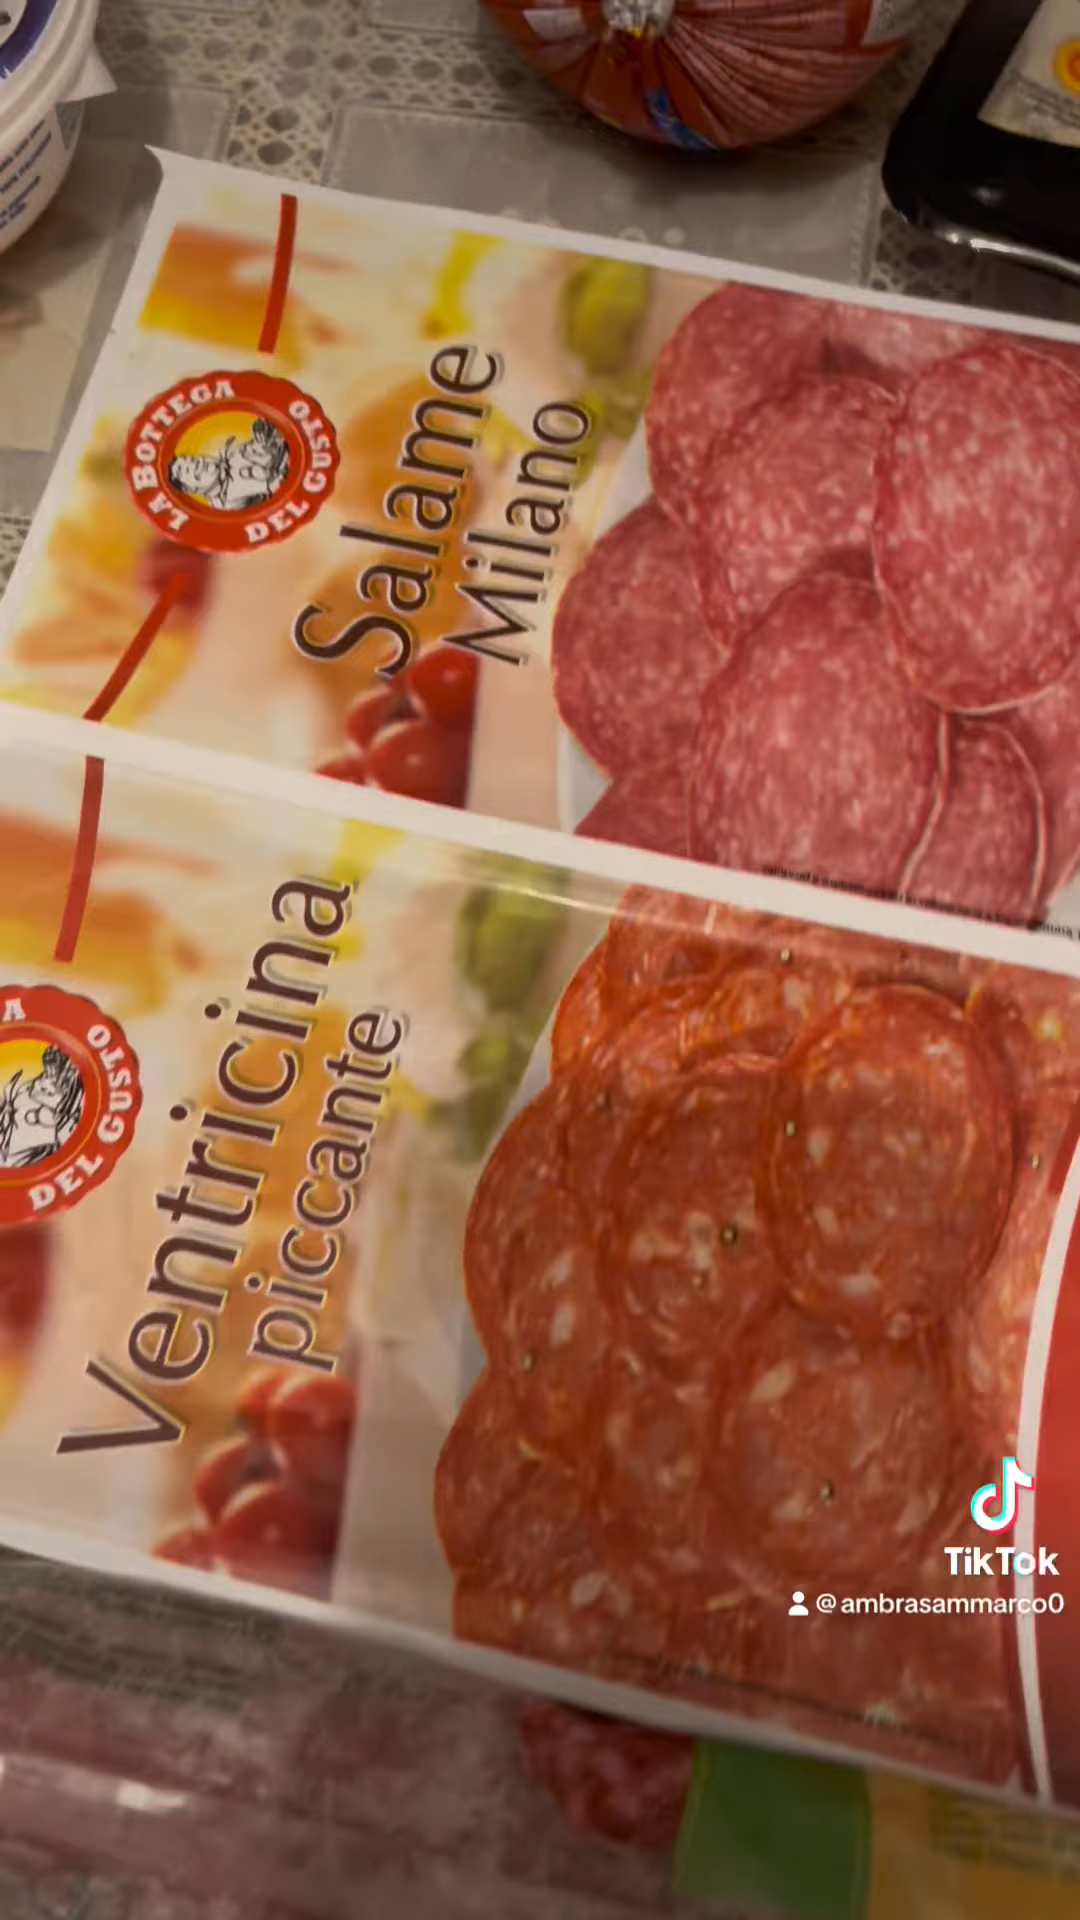 LA BOTTEGA
DEL GUSTO
Salame
Milano
A
DEL GUSTO
Ventricina
piccante
TikTok
@ambrasammarco0